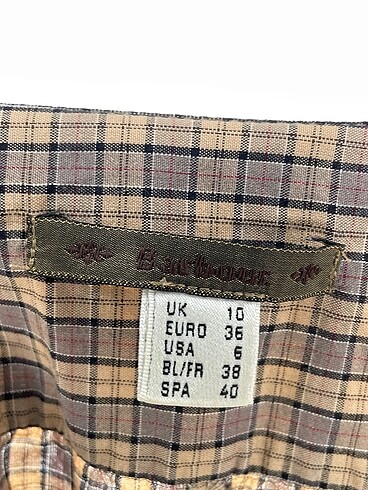 Barbour
UK 10
EURO 36
USA 6
BL/FR 38
SPA 40